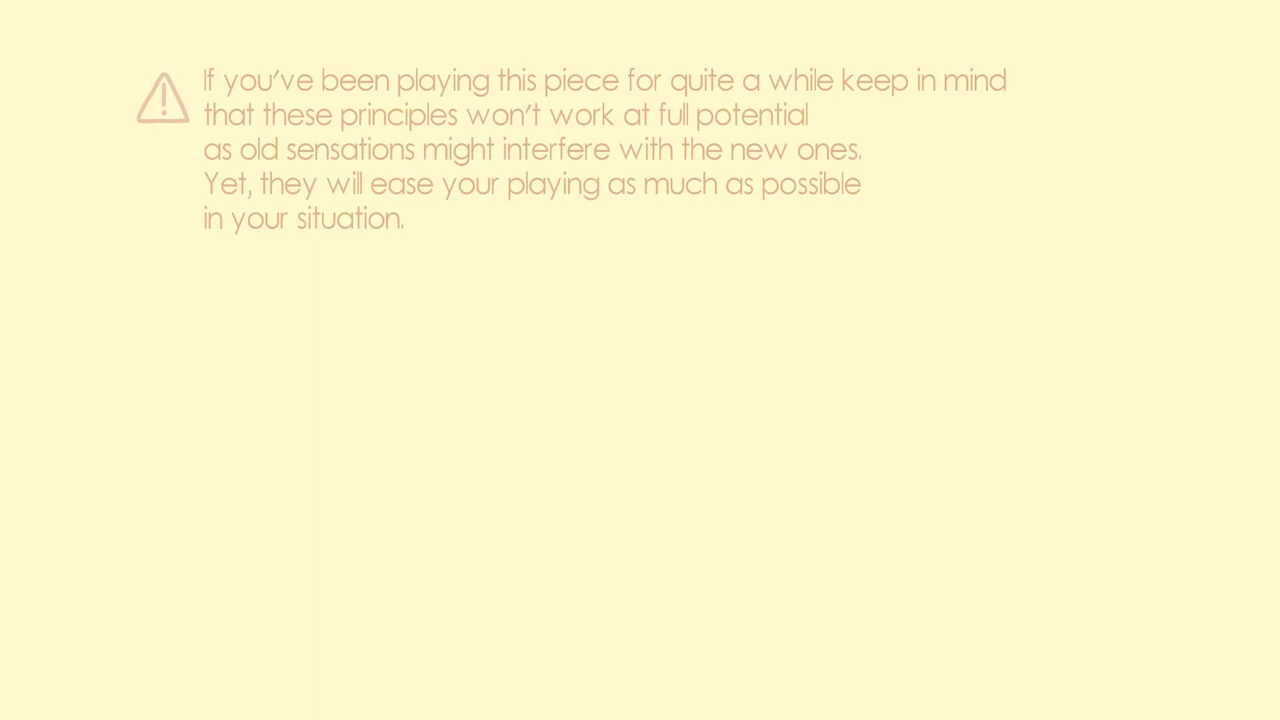 If you've been playing this piece for quite a while keep in mind
that these principles won't work at full potential
as old sensations might interfere with the new ones.
Yet, they will ease your playing as much as possible
in your situation.